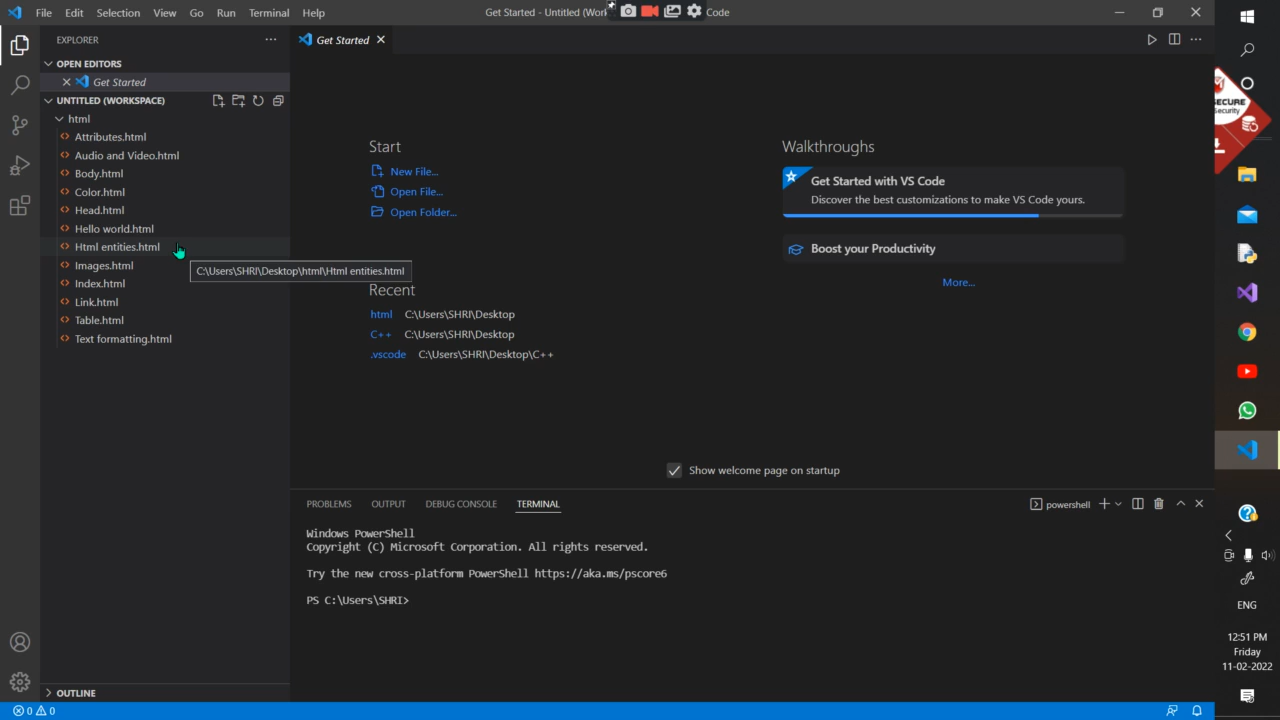 File Edit Selection View Go Run Terminal Help
Get Started - Untitled (Work
Code
EXPLORER
OPEN EDITORS
Get Started
UNTITLED (WORKSPACE)
html
Attributes.html
Audio and Video.html
Body.html
Color.html
Head.html
Hello world.html
Html entities.html
Images.html
Index.html
Link.html
Table.html
Text formatting.html
OUTLINE
0 0
C:\Users\SHRI\Desktop\html\Html entities.html
Get Started
Start
New File...
Open File...
Open Folder...
Recent
html C:\Users\SHRI\Desktop
C++ C:\Users\SHRI\Desktop
.vscode C:\Users\SHRI\Desktop\C++
Walkthroughs
Get Started with VS Code
Discover the best customizations to make VS Code yours.
Boost your Productivity
More...
Show welcome page on startup
PROBLEMS OUTPUT DEBUG CONSOLE TERMINAL
powershell
Windows PowerShell
Copyright (C) Microsoft Corporation. All rights reserved.
Try the new cross-platform PowerShell https://aka.ms/pscore6
PS C:\Users\SHRI>
SECURE
Security
ENG
12:51 PM
Friday
11-02-2022